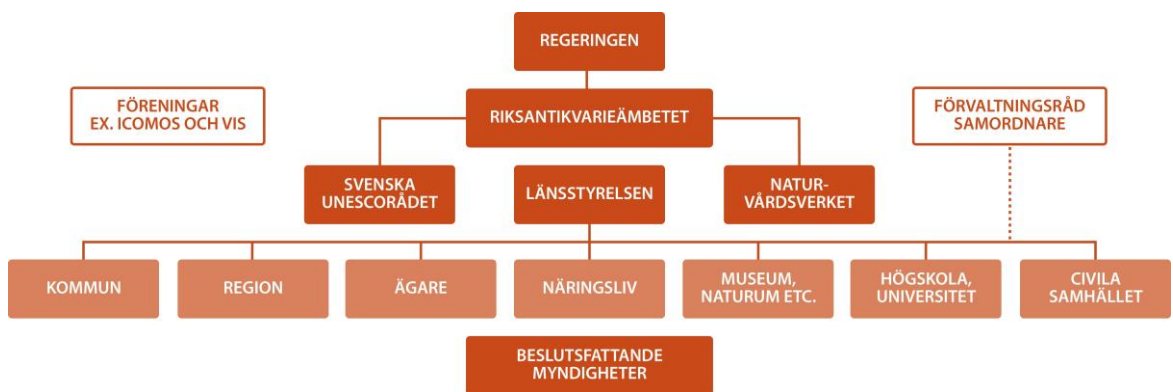 REGERINGEN
FÖRENINGAR
EX. ICOMOS OCH VIS
RIKSANTIKVARIEÄMBETET
FÖRVALTNINGSRÅD
SAMORDNARE
SVENSKA
UNESCORÅDET
LÄNSSTYRELSEN
NATUR-
VÅRDSVERKET
KOMMUN
REGION
ÄGARE
NÄRINGSLIV
MUSEUM,
NATURUM ETC.
HÖGSKOLA,
UNIVERSITET
CIVILA
SAMHÄLLET
BESLUTSFATTANDE
MYNDIGHETER